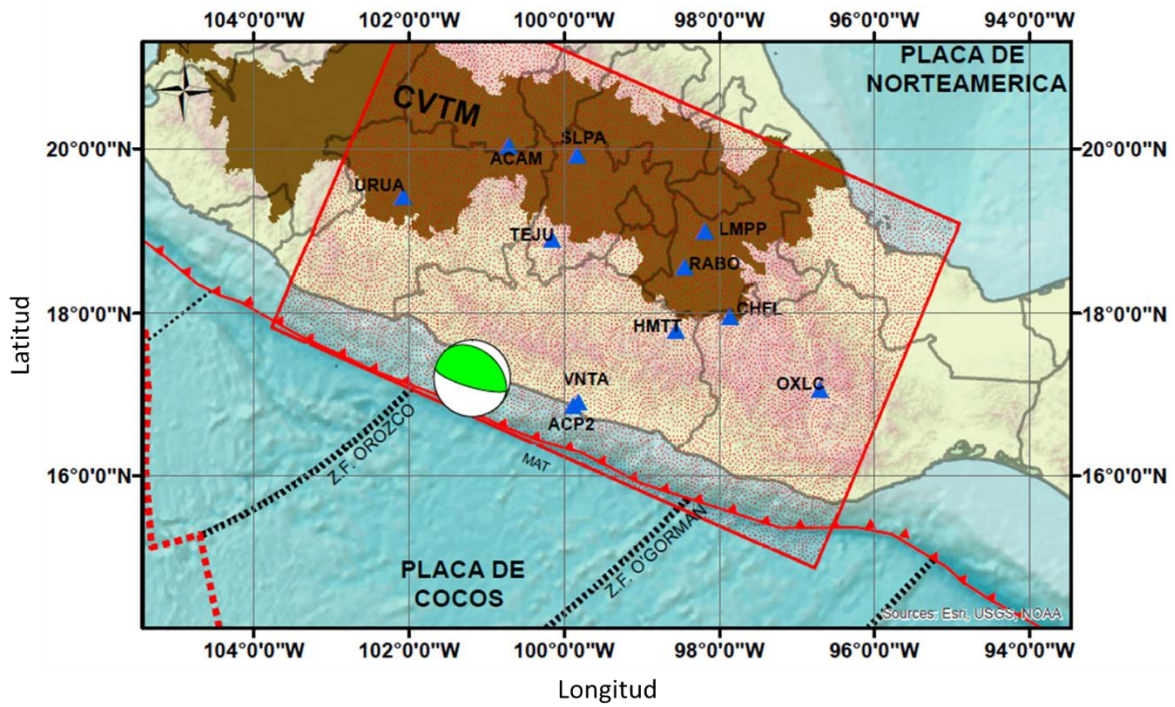 104°0'0"W 102°0'0"W 100°0'0"W 98°0'0"W 96°0'0"W 94°0'0"W
PLACA DE
NORTEAMERICA
CVTM
20°0'0"N
20°0'0"N
SLPA
ACAM
URUA
TEJU
LMPP
RABO
18°0'0"N
18°0'0"N
CHFL
HMTT
VNTA
OXLC
ACP2
MAT
16°0'0"N
16°0'0"N
Z.F. OROZCO
Z.F. O'GORMAN
PLACA DE
COCOS
Sources: Esri, USGS, NOAA
104°0'0"W 102°0'0"W 100°0'0"W 98°0'0"W 96°0'0"W 94°0'0"W
Latitud
Longitud